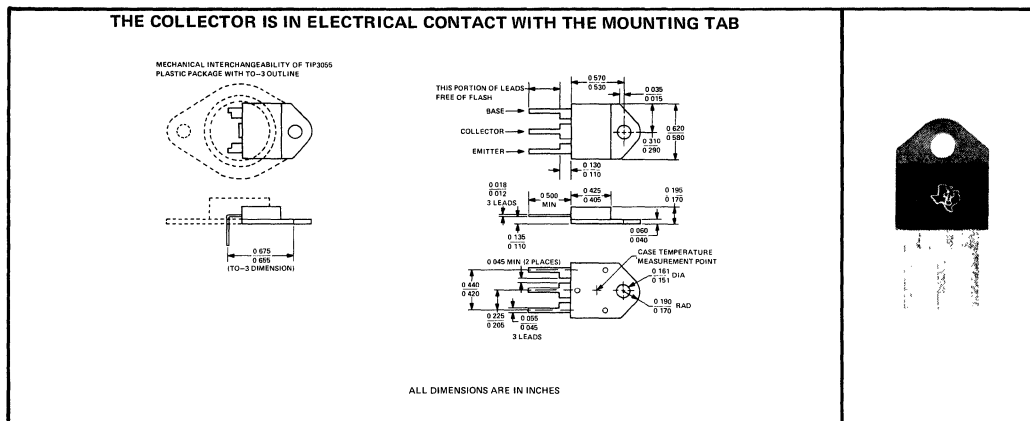 THE COLLECTOR IS IN ELECTRICAL CONTACT WITH THE MOUNTING TAB
MECHANICAL INTERCHANGEABILITY OF TIP3055
PLASTIC PACKAGE WITH TO-3 OUTLINE
0 675
0 655
(TO-3 DIMENSION)
THIS PORTION OF LEADS
FREE OF FLASH
0 570
0 530
0 035
0 015
BASE
COLLECTOR
EMITTER
0 620
0 580
0 310
0 290
0 130
0 110
0 018
0 012
3 LEADS
0 500
MIN
0 425
0 405
0 195
0 170
0 135
0 110
0 060
0 040
0 045 MIN (2 PLACES)
CASE TEMPERATURE
MEASUREMENT POINT
0 161
0 151
DIA
0 440
0 420
0 190
0 170
RAD
0 225
0 205
0 055
0 045
3 LEADS
ALL DIMENSIONS ARE IN INCHES